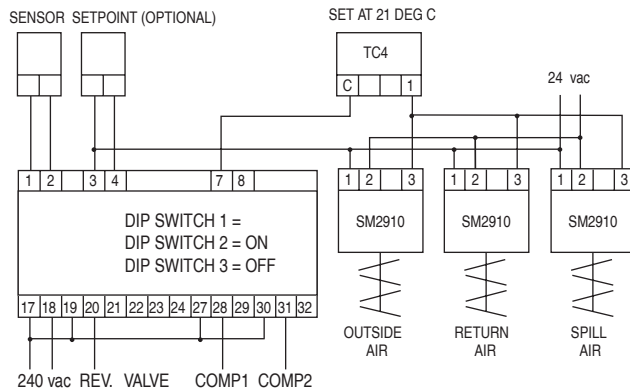 SENSOR SETPOINT (OPTIONAL) SET AT 21 DEG C
TC4
C 1
24 vac
1 2 3 4 7 8
1 2 3 1 2 3 1 2 3
DIP SWITCH 1 =
DIP SWITCH 2 = ON
DIP SWITCH 3 = OFF
SM2910 SM2910 SM2910
17 18 19 20 21 22 23 24 27 28 29 30 31 32
OUTSIDE AIR
RETURN AIR
SPILL AIR
240 vac REV. VALVE COMP1 COMP2